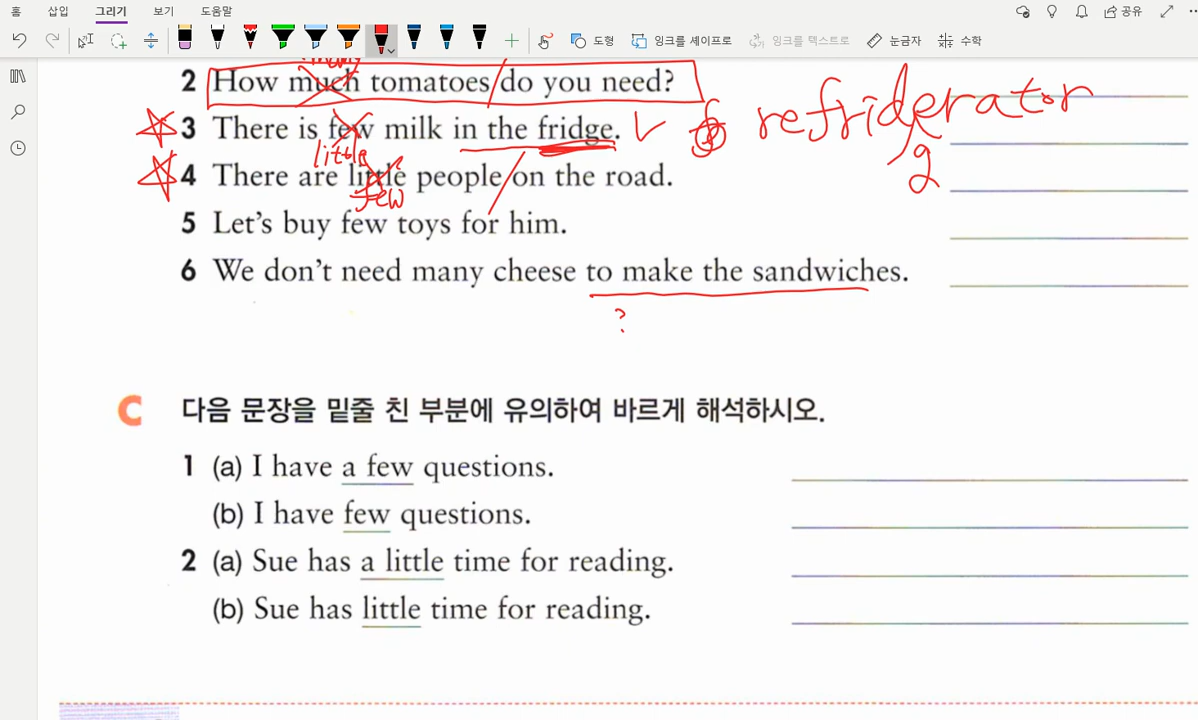 홈 삽입 그리기 보기 도움말 공유
도형 잉크를 셰이프로 잉크를 텍스트로 눈금자 수학
many
2 How much tomatoes/do you need?
3 There is few milk in the fridge. refriderator
little g
4 There are little people/on the road.
few
5 Let's buy few toys for him.
6 We don't need many cheese to make the sandwiches.
?
C 다음 문장을 밑줄 친 부분에 유의하여 바르게 해석하시오.
1 (a) I have a few questions.
(b) I have few questions.
2 (a) Sue has a little time for reading.
(b) Sue has little time for reading.